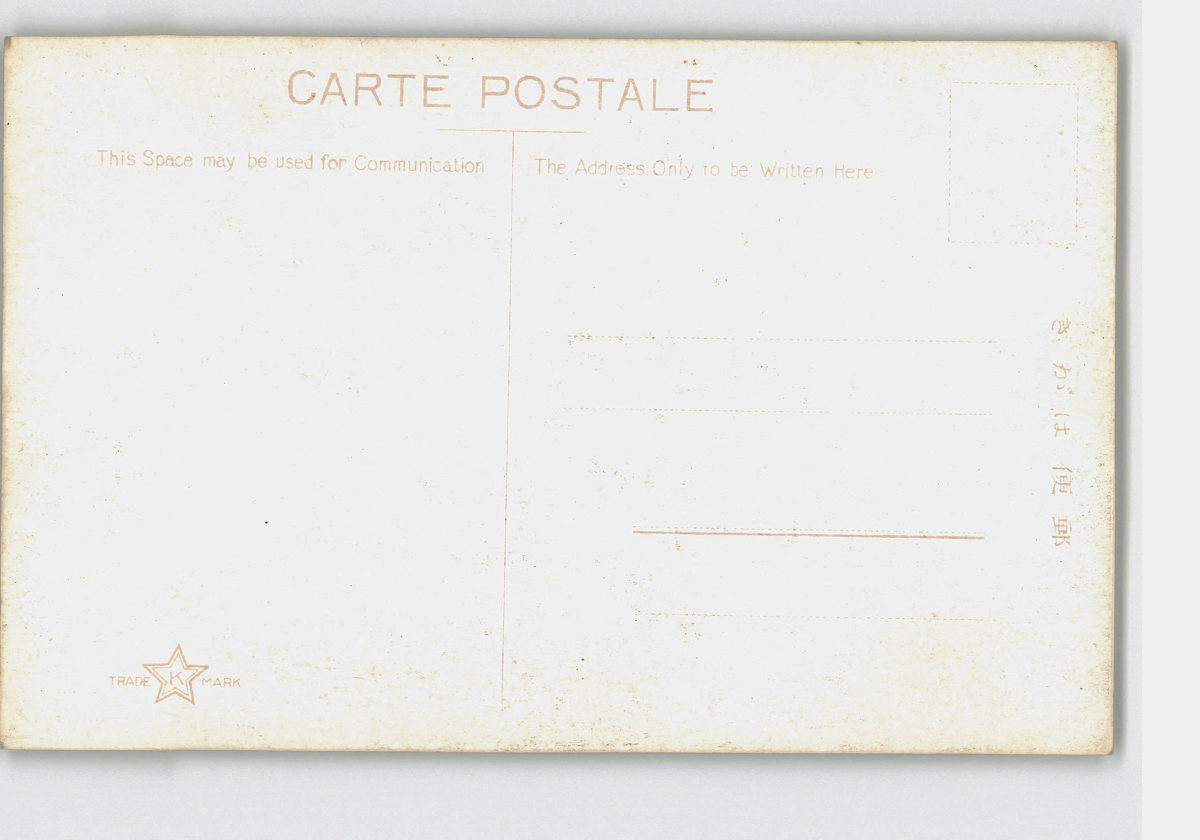 CARTE POSTALE
This Space may be used for Communication
The Address Only to be Written Here
郵便はがき
TRADE K MARK